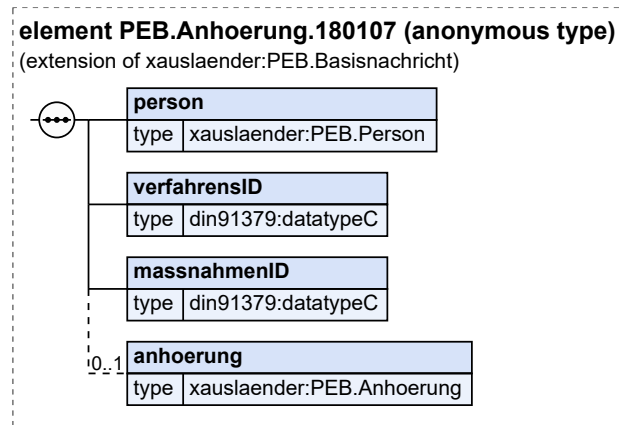 element PEB.Anhoerung.180107 (anonymous type)
(extension of xauslaender:PEB.Basisnachricht)
person
type xauslaender:PEB.Person
verfahrensID
type din91379:datatypeC
massnahmenID
type din91379:datatypeC
0..1
anhoerung
type xauslaender:PEB.Anhoerung